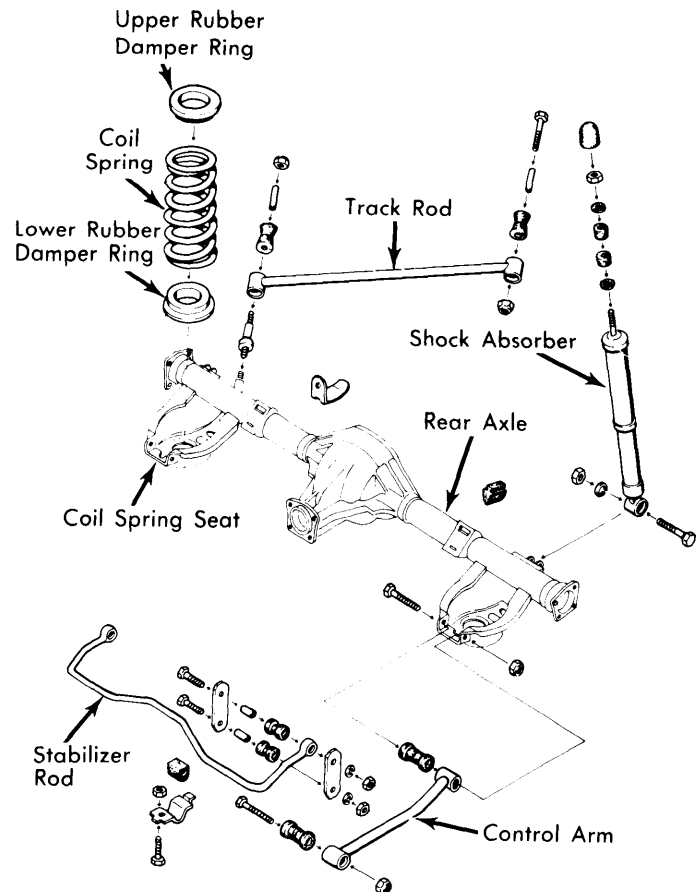 Upper Rubber
Damper Ring
Coil
Spring
Lower Rubber
Damper Ring
Track Rod
Shock Absorber
Rear Axle
Coil Spring Seat
Stabilizer
Rod
Control Arm